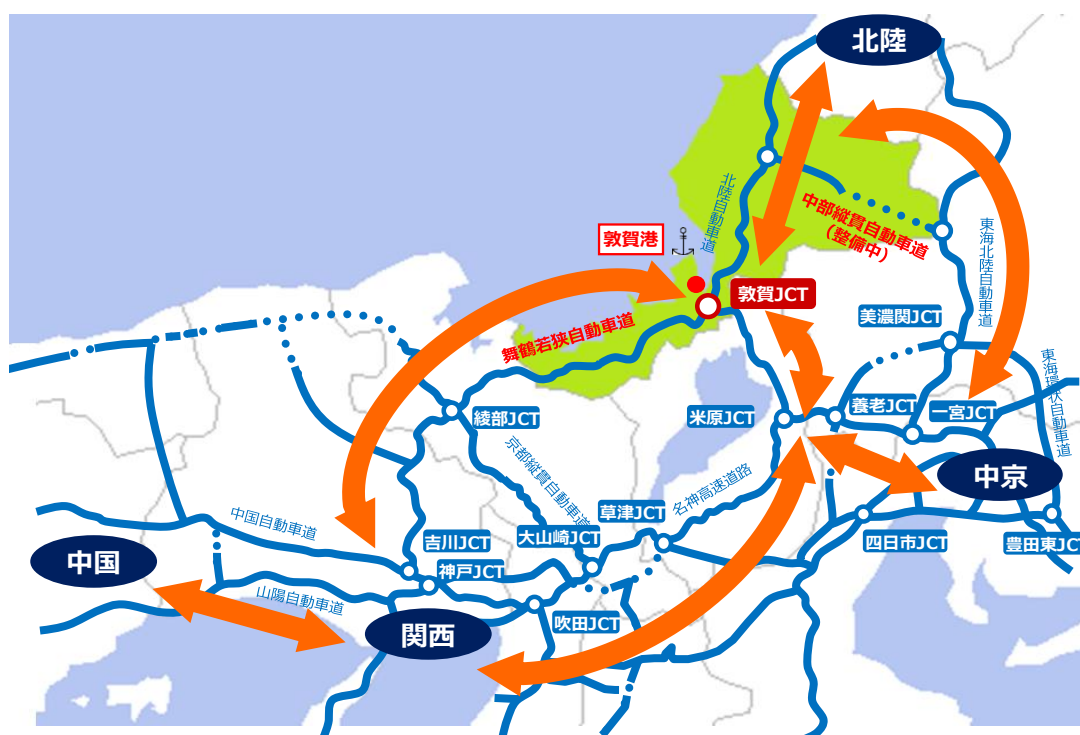 北陸
北陸自動車道
中部縦貫自動車道
(整備中)
敦賀港
敦賀JCT
東海北陸自動車道
美濃関JCT
舞鶴若狭自動車道
東海環状自動車道
米原JCT
養老JCT
一宮JCT
綾部JCT
京都縦貫自動車道
名神高速道路
中京
草津JCT
中国自動車道
大山崎JCT
吉川JCT
四日市JCT
豊田東JCT
中国
神戸JCT
山陽自動車道
吹田JCT
関西